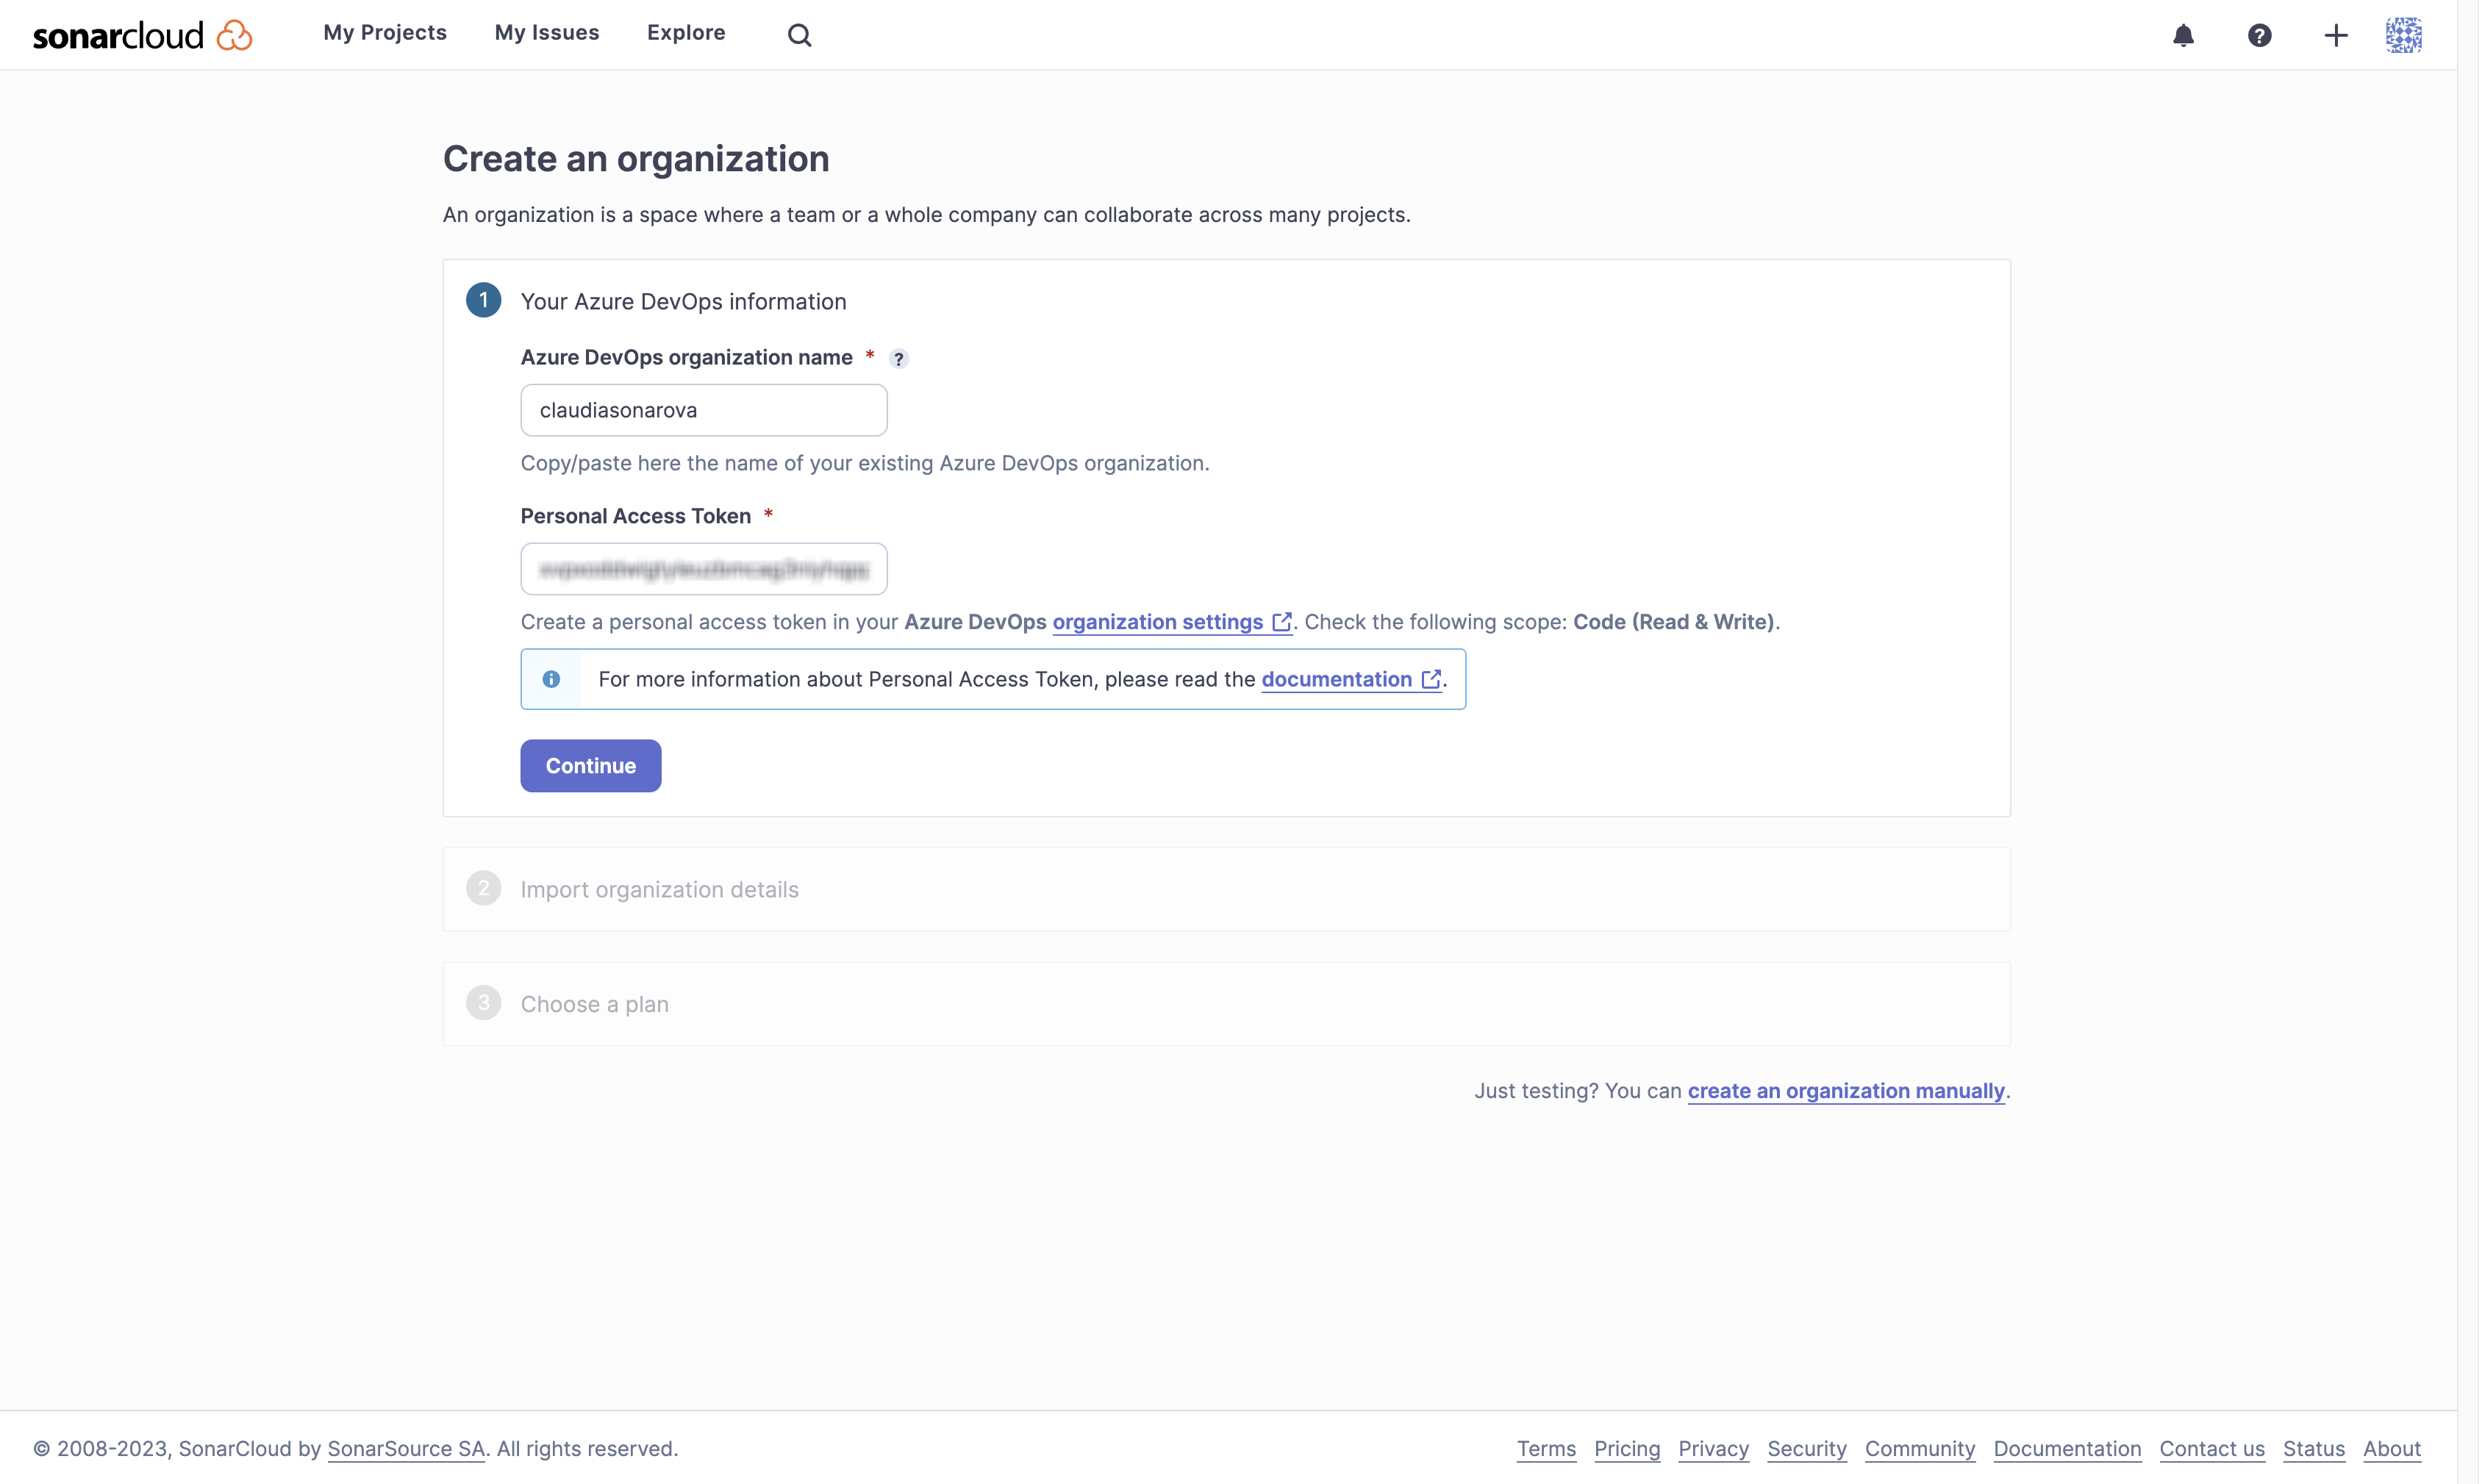 sonarcloud
My Projects My Issues Explore
Create an organization
An organization is a space where a team or a whole company can collaborate across many projects.
1 Your Azure DevOps information
Azure DevOps organization name * ?
claudiasonarova
Copy/paste here the name of your existing Azure DevOps organization.
Personal Access Token *
Create a personal access token in your Azure DevOps organization settings. Check the following scope: Code (Read & Write).
For more information about Personal Access Token, please read the documentation.
Continue
2 Import organization details
3 Choose a plan
Just testing? You can create an organization manually.
© 2008-2023, SonarCloud by SonarSource SA. All rights reserved. Terms Pricing Privacy Security Community Documentation Contact us Status About